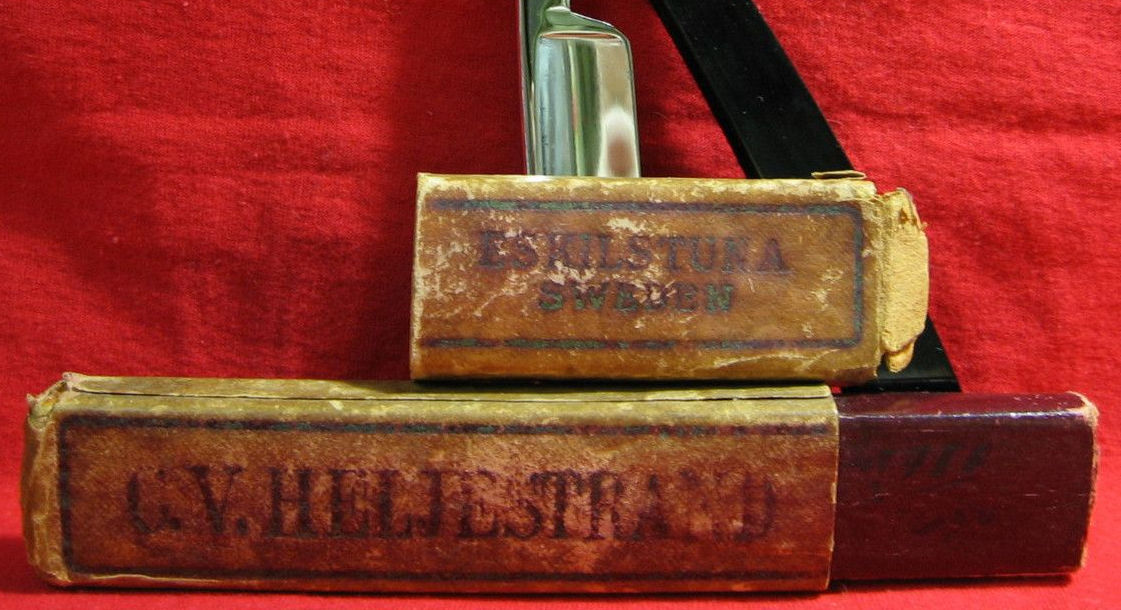 ESKILSTUNA
SWEDEN
C.V. HELJESTRAND